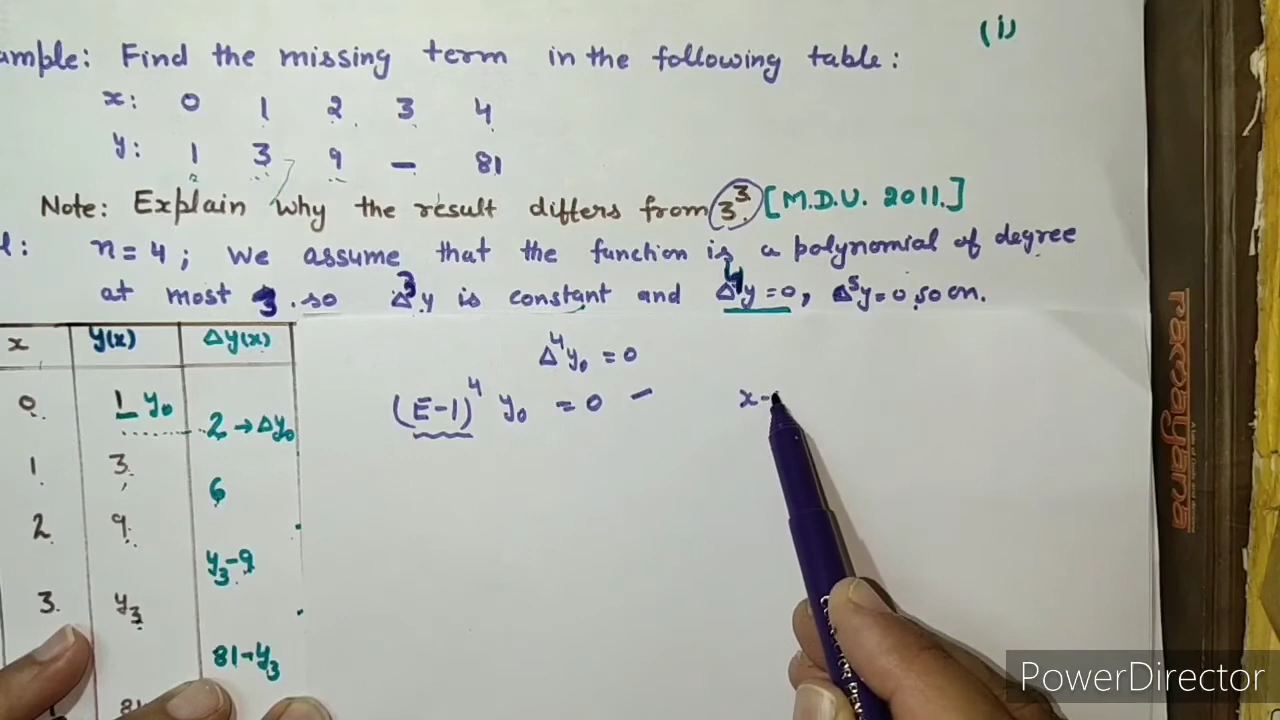 (i)
ample: Find the missing term in the following table:
x: 0 1 2 3 4
y: 1 3 9 – 81
Note: Explain why the result differs from 3³ [M.D.U. 2011.]
l: n = 4 ; We assume that the function is a polynomial of degree
at most 3 . so Δ³y is constant and Δ⁴y = 0, Δ⁵y = 0 so on.
x y(x) Δy(x)
Δ⁴y₀ = 0
0. 1 y₀
(E-1)⁴ y₀ = 0 – x-
2 → Δy₀
1 3
6
2 9
y₃-9
3. y₃
81-y₃
81
racoayana
PowerDirector